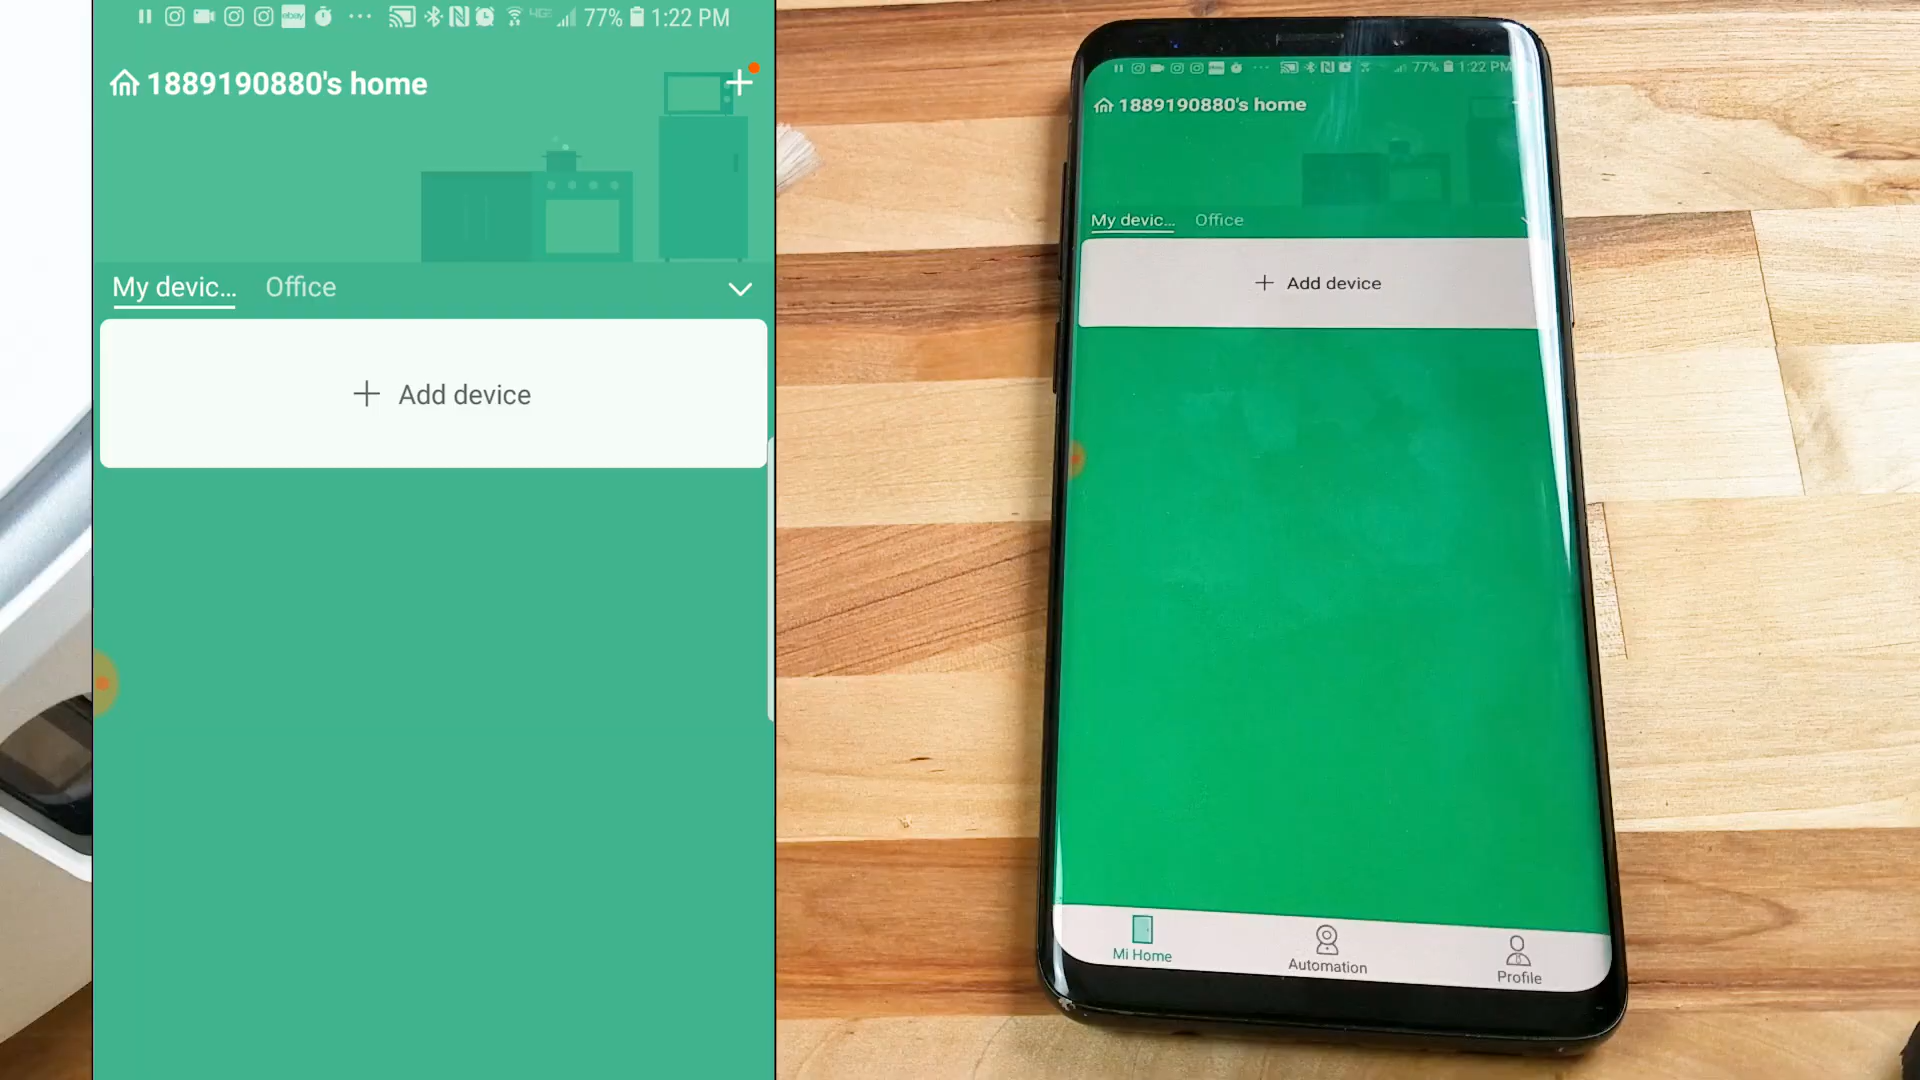 77% 1:22 PM
1889190880's home
My devic... Office
+ Add device
77% 1:22 PM
1889190880's home
My devic... Office
+ Add device
Mi Home
Automation
Profile